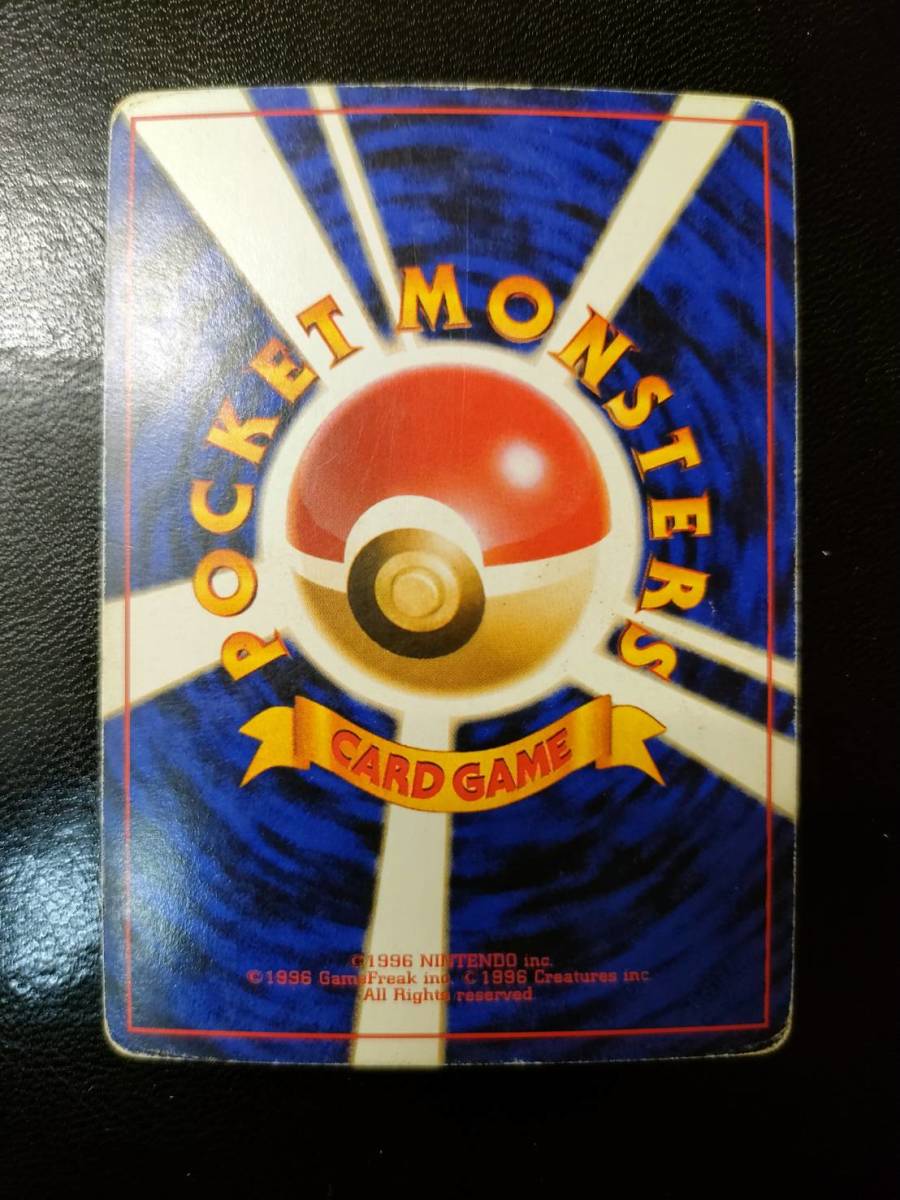 POCKET MONSTERS
CARD GAME
©1996 NINTENDO inc.
©1996 GameFreak inc. ©1996 Creatures inc.
All Rights reserved.